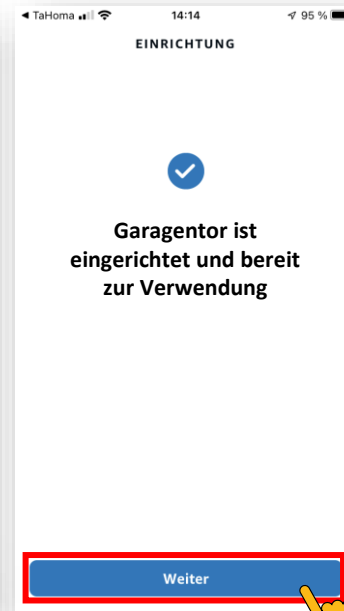 TaHoma 14:14 95 %
EINRICHTUNG
Garagentor ist
eingerichtet und bereit
zur Verwendung
Weiter